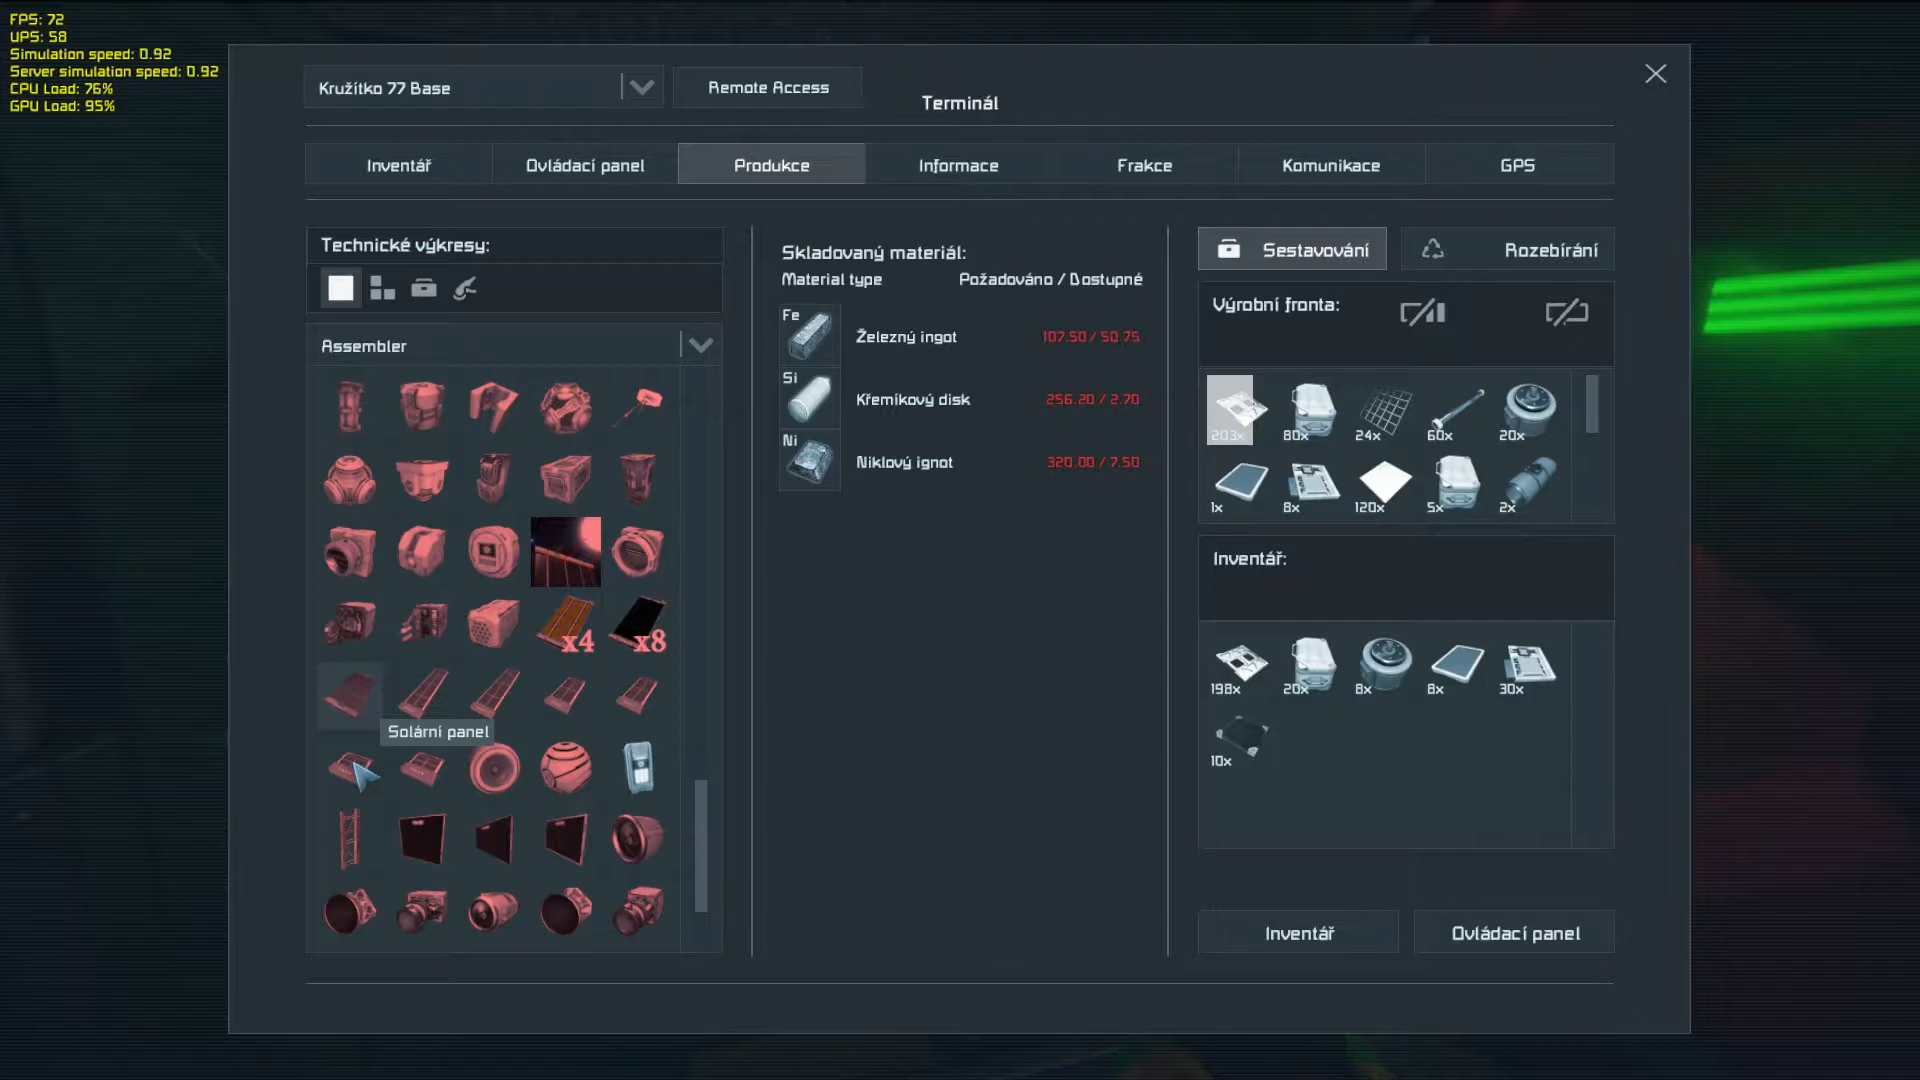 FPS: 72
UPS: 58
Simulation speed: 0.92
Server simulation speed: 0.92
CPU Load: 76%
GPU Load: 95%
Kružítko 77 Base
Remote Access
Terminál
Inventář
Ovládací panel
Produkce
Informace
Frakce
Komunikace
GPS
Technické výkresy:
Assembler
x4
x8
Solární panel
Skladovaný materiál:
Material type
Požadováno / Dostupné
Fe
Železný ingot
107.50 / 50.75
Si
Křemíkový disk
256.20 / 2.70
Ni
Niklový ignot
320.00 / 7.50
Sestavování
Rozebírání
Výrobní fronta:
203x
80x
24x
60x
20x
1x
8x
120x
5x
2x
Inventář:
198x
20x
8x
8x
30x
10x
Inventář
Ovládací panel